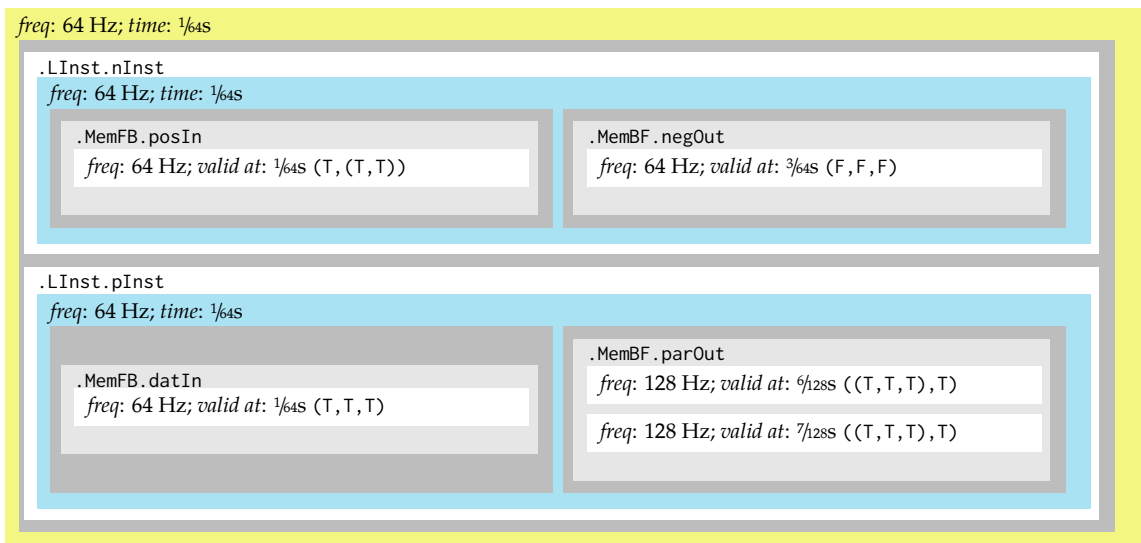 freq: 64 Hz; time: 1/64s
.LInst.nInst
freq: 64 Hz; time: 1/64s
.MemFB.posIn
freq: 64 Hz; valid at: 1/64s (T,(T,T))
.MemBF.negOut
freq: 64 Hz; valid at: 3/64s (F,F,F)
.LInst.pInst
freq: 64 Hz; time: 1/64s
.MemFB.datIn
freq: 64 Hz; valid at: 1/64s (T,T,T)
.MemBF.parOut
freq: 128 Hz; valid at: 6/128s ((T,T,T),T)
freq: 128 Hz; valid at: 7/128s ((T,T,T),T)